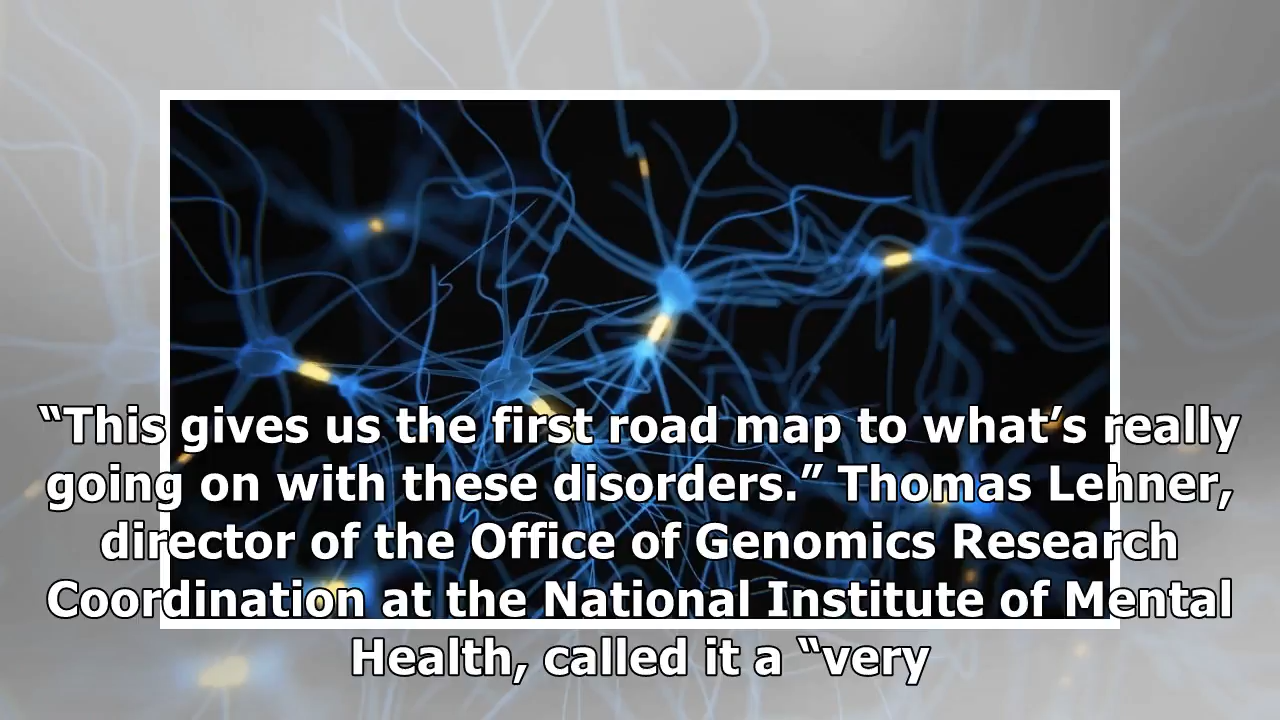 “This gives us the first road map to what’s really
going on with these disorders.” Thomas Lehner,
director of the Office of Genomics Research
Coordination at the National Institute of Mental
Health, called it a “very